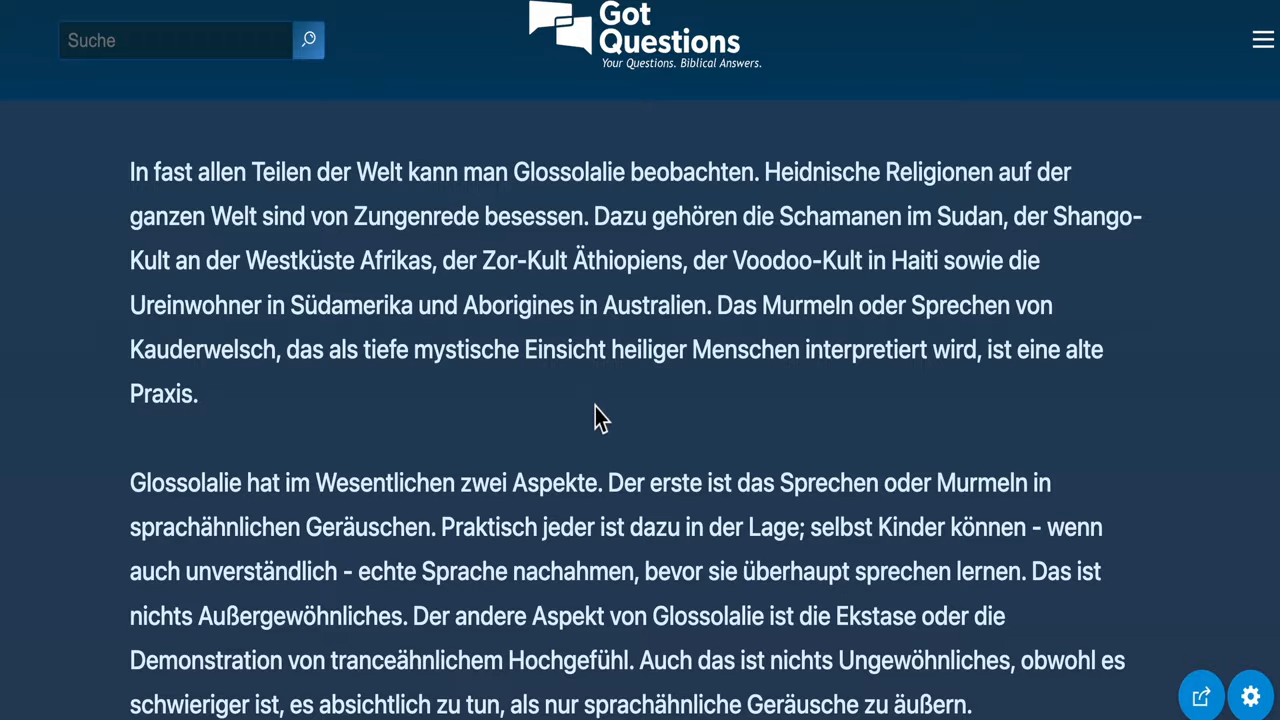 Suche
Got
Questions
Your Questions. Biblical Answers.
In fast allen Teilen der Welt kann man Glossolalie beobachten. Heidnische Religionen auf der
ganzen Welt sind von Zungenrede besessen. Dazu gehören die Schamanen im Sudan, der Shango-
Kult an der Westküste Afrikas, der Zor-Kult Äthiopiens, der Voodoo-Kult in Haiti sowie die
Ureinwohner in Südamerika und Aborigines in Australien. Das Murmeln oder Sprechen von
Kauderwelsch, das als tiefe mystische Einsicht heiliger Menschen interpretiert wird, ist eine alte
Praxis.
Glossolalie hat im Wesentlichen zwei Aspekte. Der erste ist das Sprechen oder Murmeln in
sprachähnlichen Geräuschen. Praktisch jeder ist dazu in der Lage; selbst Kinder können - wenn
auch unverständlich - echte Sprache nachahmen, bevor sie überhaupt sprechen lernen. Das ist
nichts Außergewöhnliches. Der andere Aspekt von Glossolalie ist die Ekstase oder die
Demonstration von tranceähnlichem Hochgefühl. Auch das ist nichts Ungewöhnliches, obwohl es
schwieriger ist, es absichtlich zu tun, als nur sprachähnliche Geräusche zu äußern.